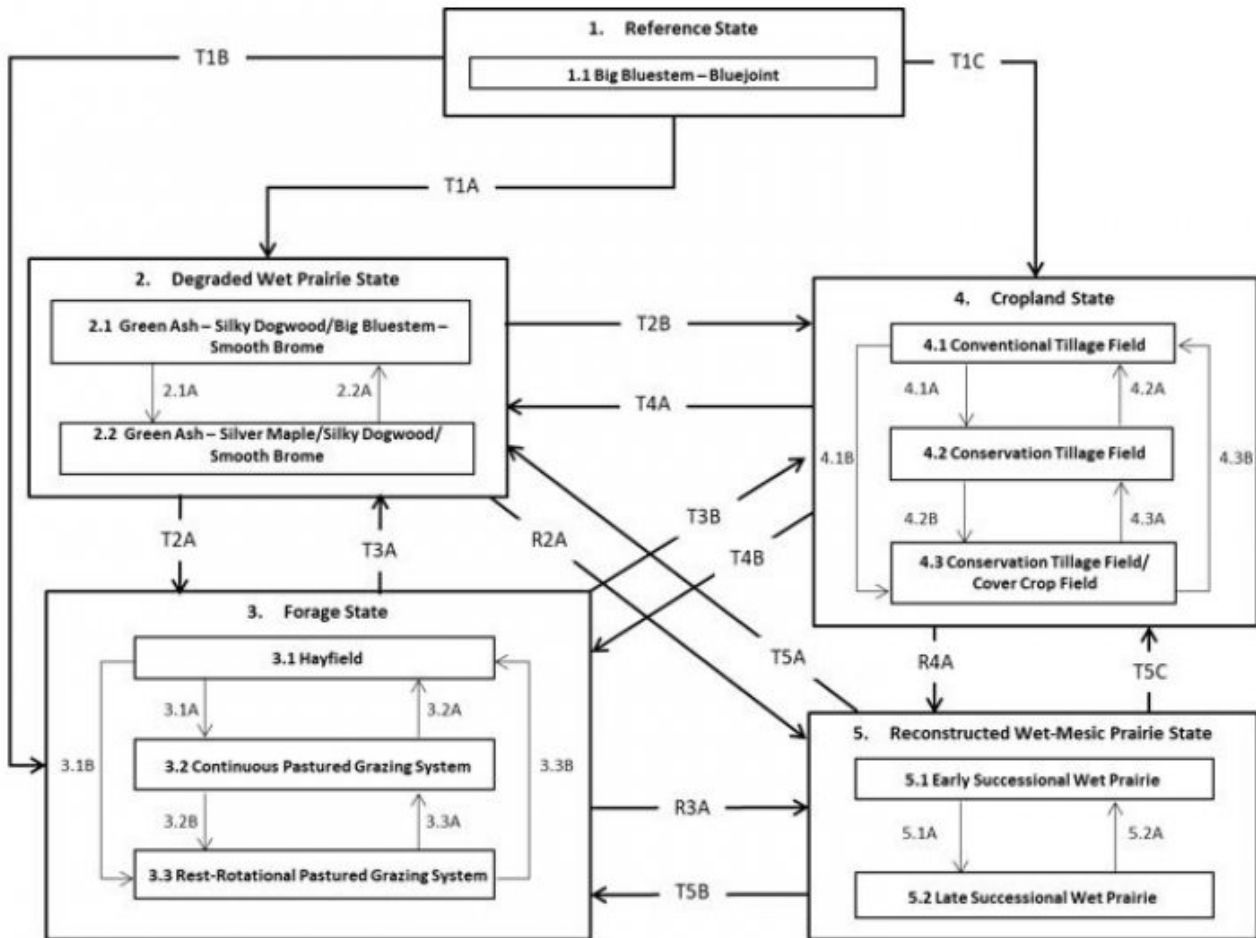 1. Reference State
1.1 Big Bluestem – Bluejoint
T1B
T1C
T1A
2. Degraded Wet Prairie State
2.1 Green Ash – Silky Dogwood/Big Bluestem –
Smooth Brome
2.1A
2.2A
2.2 Green Ash – Silver Maple/Silky Dogwood/
Smooth Brome
T2B
T4A
4. Cropland State
4.1 Conventional Tillage Field
4.1A
4.2A
4.2 Conservation Tillage Field
4.1B
4.3B
4.2B
4.3A
4.3 Conservation Tillage Field/
Cover Crop Field
T2A
T3A
R2A
T3B
T4B
T5A
R4A
T5C
3. Forage State
3.1 Hayfield
3.1A
3.2A
3.1B
3.2 Continuous Pastured Grazing System
3.3B
3.2B
3.3A
3.3 Rest-Rotational Pastured Grazing System
R3A
T5B
5. Reconstructed Wet-Mesic Prairie State
5.1 Early Successional Wet Prairie
5.1A
5.2A
5.2 Late Successional Wet Prairie